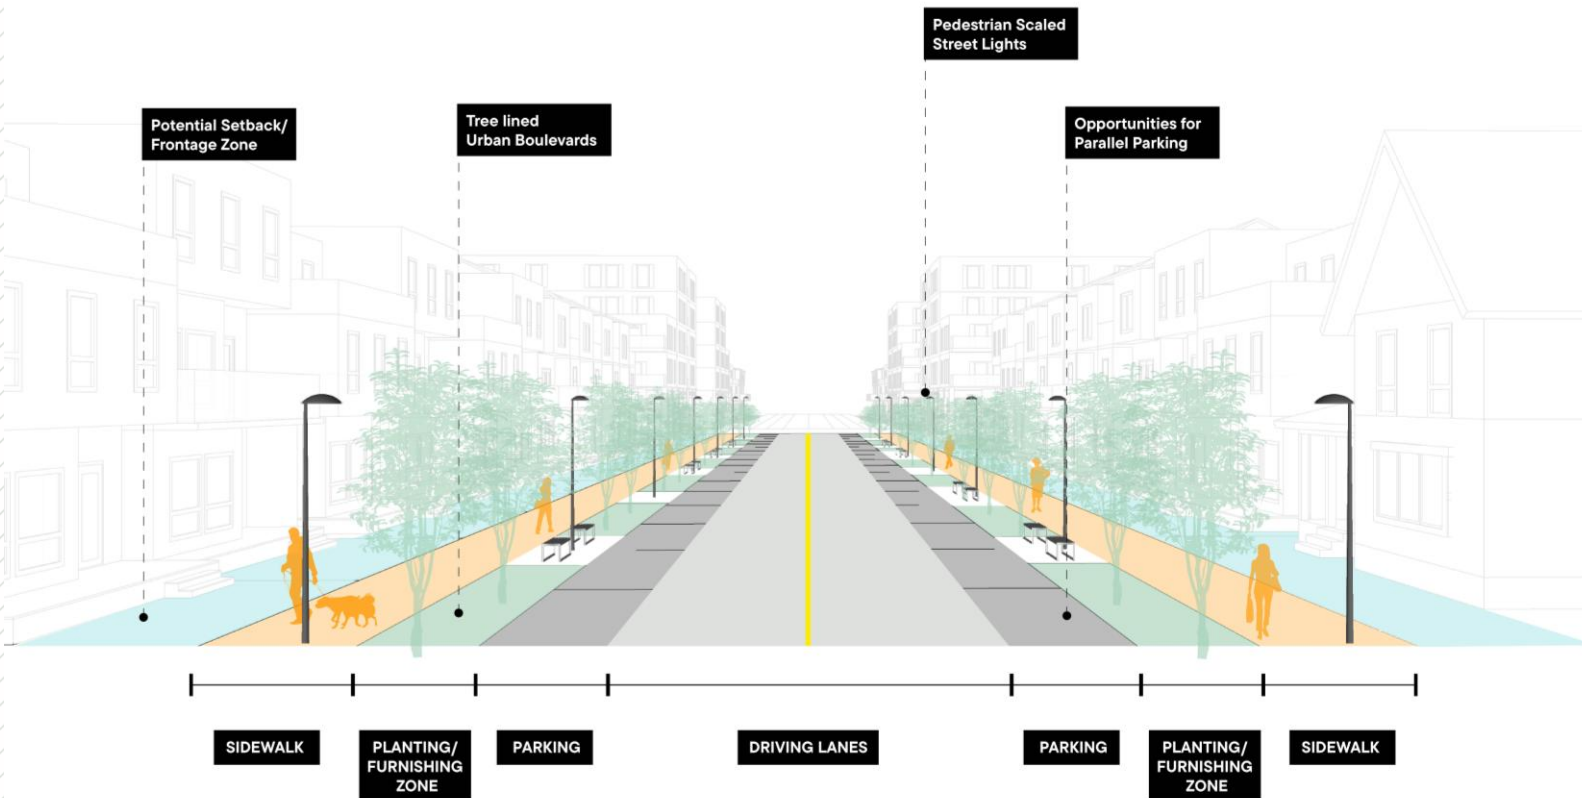 Pedestrian Scaled
Street Lights
Potential Setback/
Frontage Zone
Tree lined
Urban Boulevards
Opportunities for
Parallel Parking
SIDEWALK
PLANTING/
FURNISHING
ZONE
PARKING
DRIVING LANES
PARKING
PLANTING/
FURNISHING
ZONE
SIDEWALK